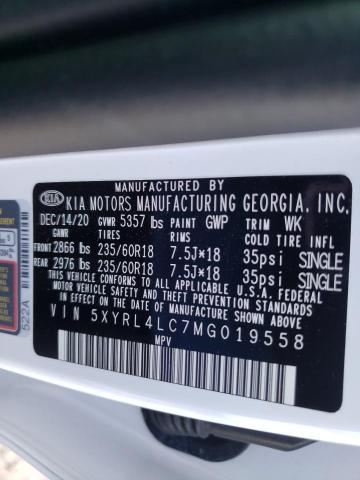 MANUFACTURED BY
KIA KIA MOTORS MANUFACTURING GEORGIA, INC.
DEC/14/20 GVWR 5357 lbs PAINT GWP TRIM WK
GAWR TIRES RIMS COLD TIRE INFL
FRONT 2866 lbs 235/60R18 7.5J×18 35psi SINGLE
REAR 2976 lbs 235/60R18 7.5J×18 35psi SINGLE
THIS VEHICLE CONFORMS TO ALL APPLICABLE U.S.A. FEDERAL
MOTOR VEHICLE SAFETY AND THEFT PREVENTION STANDARDS
IN EFFECT ON THE DATE OF MANUFACTURE SHOWN ABOVE.
VIN 5XYRL4LC7MG019558
MPV
522A